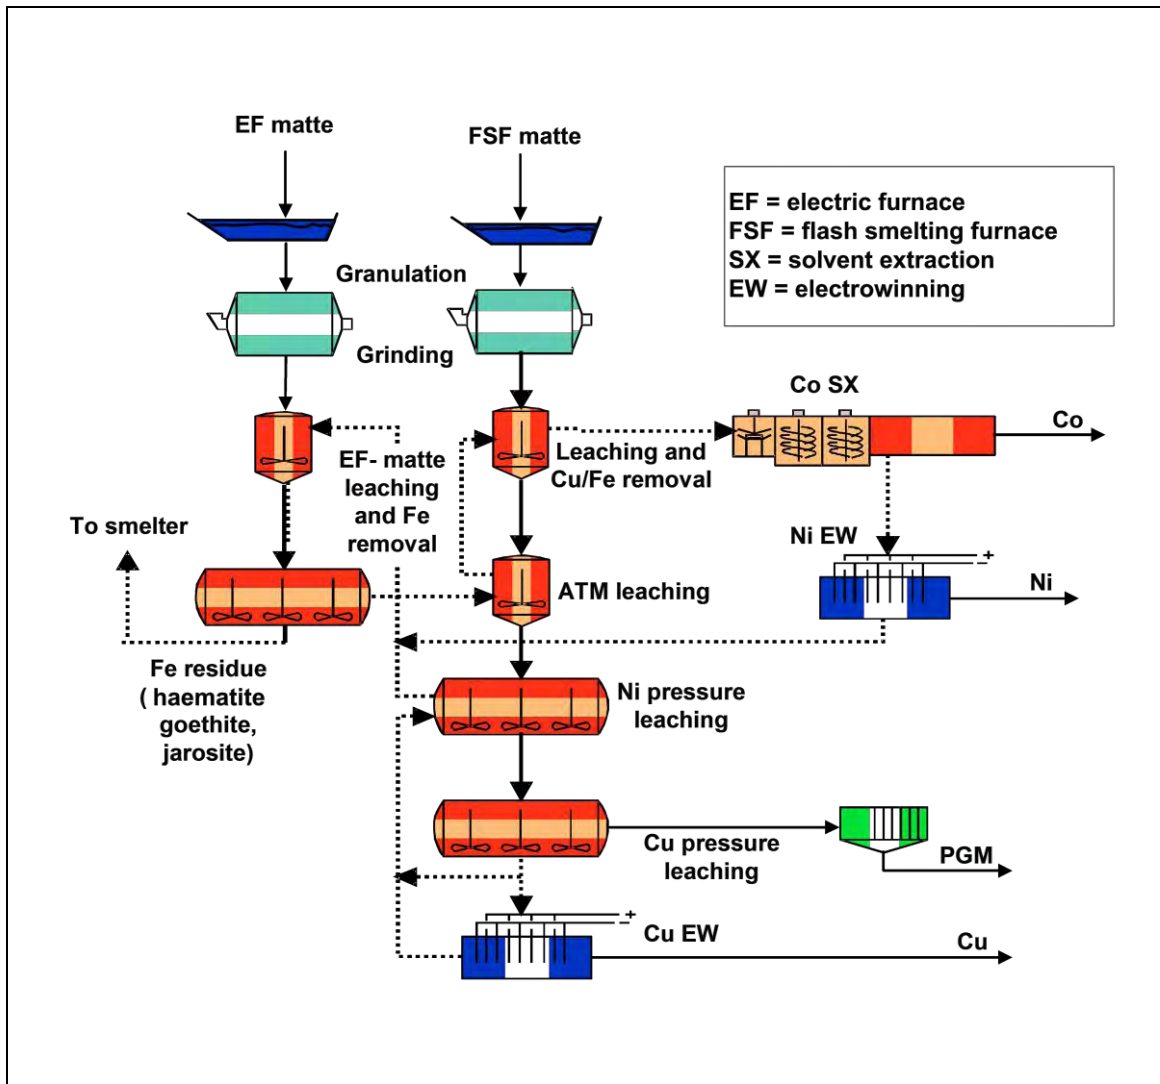 EF matte
FSF matte
EF = electric furnace
FSF = flash smelting furnace
SX = solvent extraction
EW = electrowinning
Granulation
Grinding
Co SX
Co
Leaching and
Cu/Fe removal
EF- matte
leaching
and Fe
removal
To smelter
Ni EW
+
–
Ni
ATM leaching
Fe residue
( haematite
goethite,
jarosite)
Ni pressure
leaching
Cu pressure
leaching
PGM
+
–
Cu EW
Cu